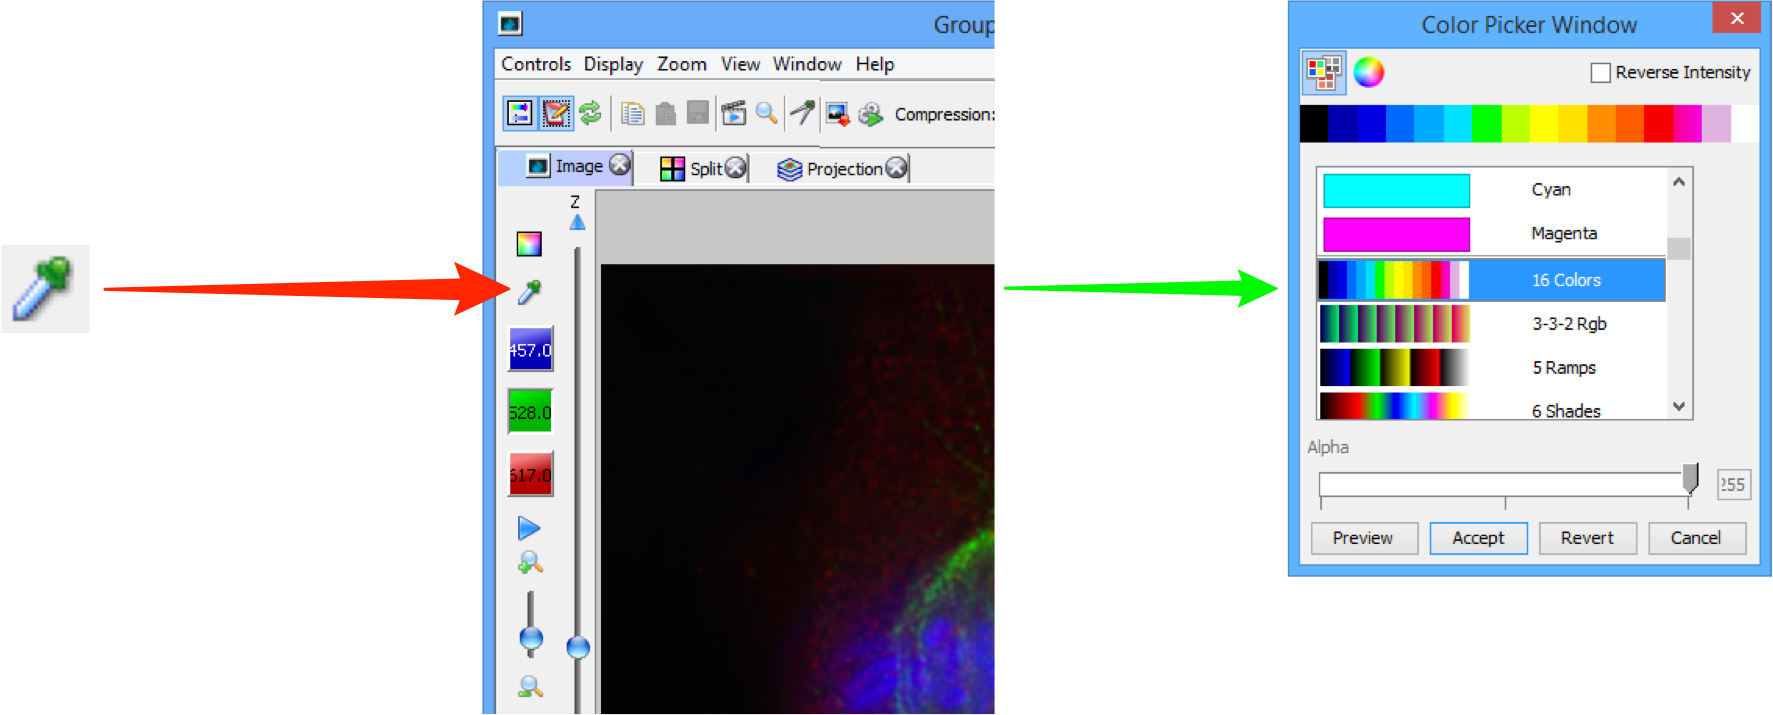 Group
Controls Display Zoom View Window Help
Compression:
Image Split Projection
Z
457.0
528.0
617.0
Color Picker Window
Reverse Intensity
Cyan
Magenta
16 Colors
3-3-2 Rgb
5 Ramps
6 Shades
Alpha
255
Preview Accept Revert Cancel